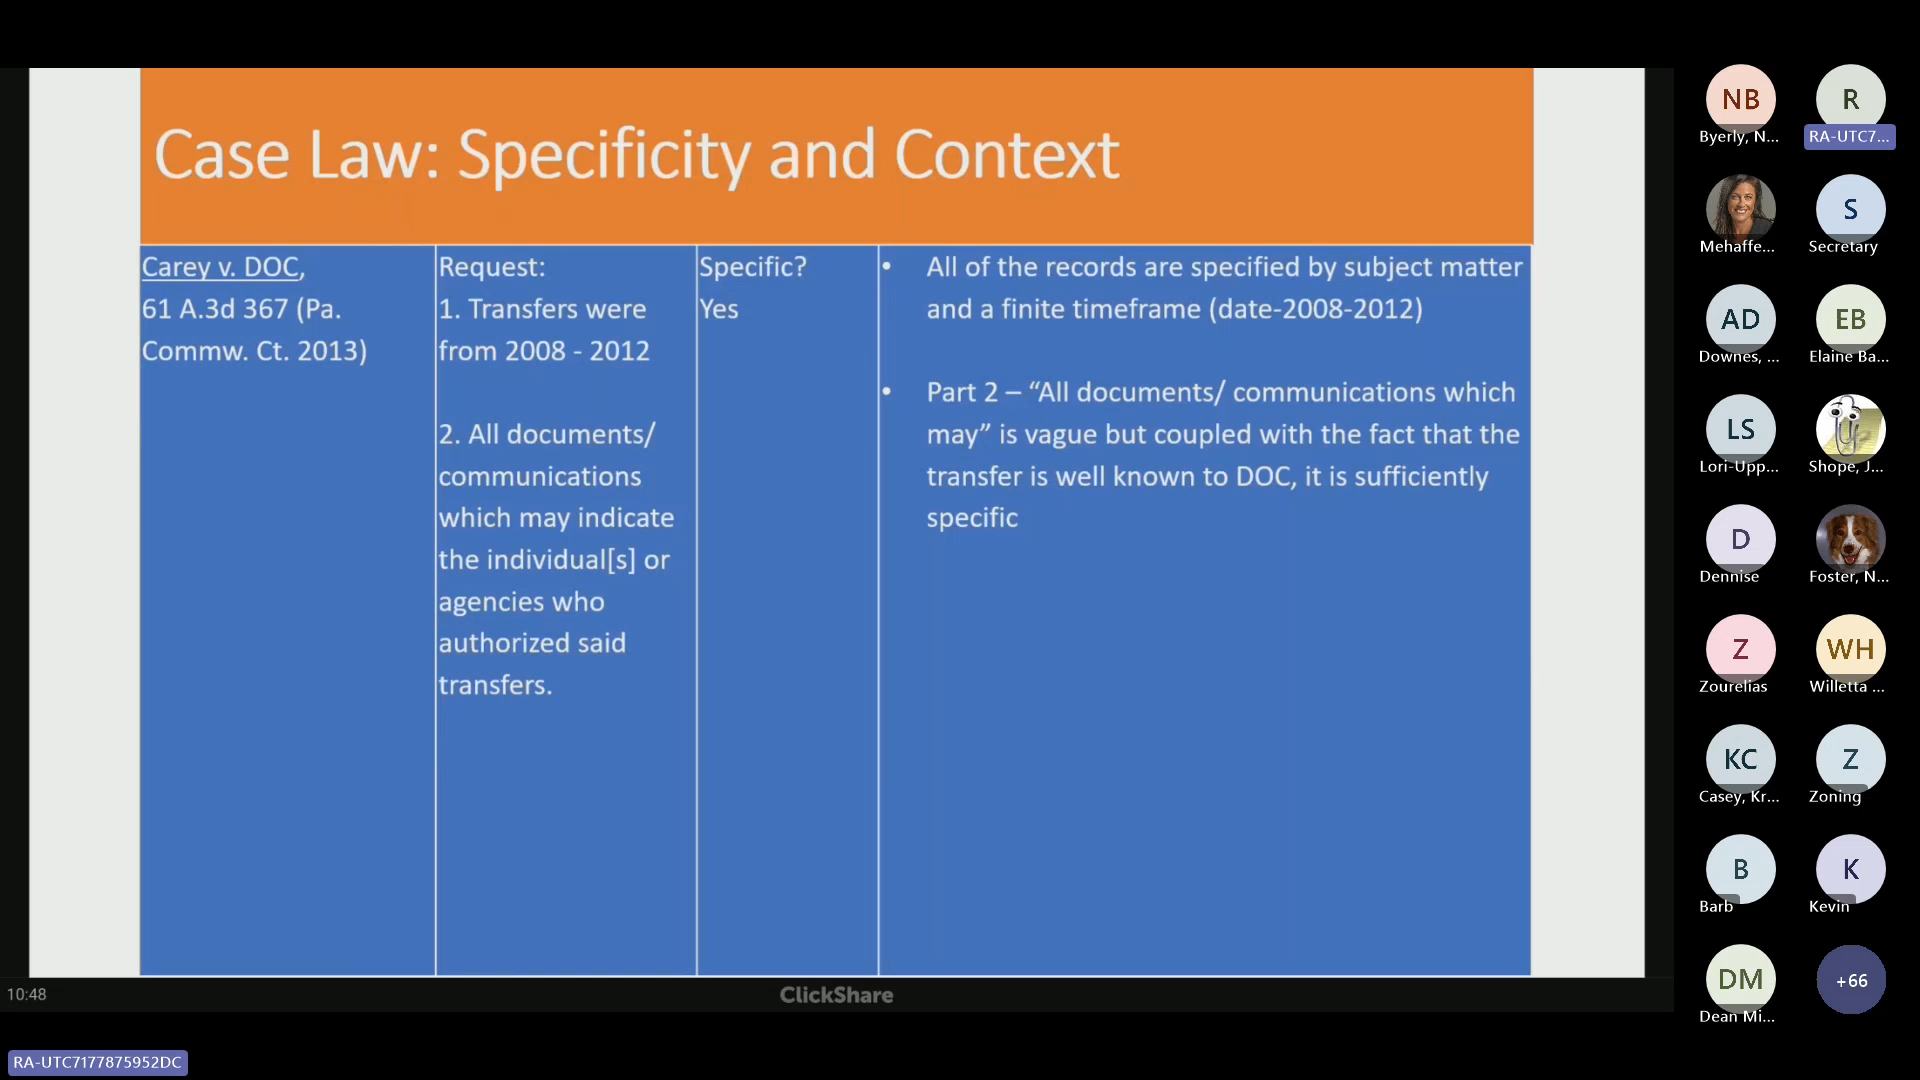 Case Law: Specificity and Context
Carey v. DOC,
61 A.3d 367 (Pa.
Commw. Ct. 2013)
Request:
1. Transfers were
from 2008 - 2012
2. All documents/
communications
which may indicate
the individual[s] or
agencies who
authorized said
transfers.
Specific?
Yes
• All of the records are specified by subject matter
and a finite timeframe (date-2008-2012)
• Part 2 – “All documents/ communications which
may” is vague but coupled with the fact that the
transfer is well known to DOC, it is sufficiently
specific
10:48
ClickShare
RA-UTC7177875952DC
NB
Byerly, N...
R
RA-UTC7...
Mehaffe...
S
Secretary
AD
Downes, ...
EB
Elaine Ba...
LS
Lori-Upp...
Shope, J...
D
Dennise
Foster, N...
Z
Zourelias
WH
Willetta ...
KC
Casey, Kr...
Z
Zoning
B
Barb
K
Kevin
DM
Dean Mi...
+66